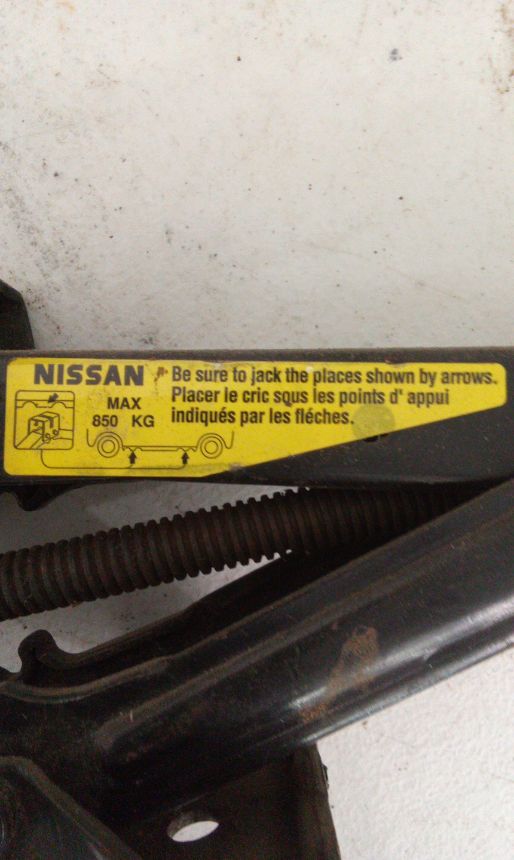 NISSAN
MAX
850 KG
Be sure to jack the places shown by arrows.
Placer le cric sous les points d' appui
indiqués par les fléches.